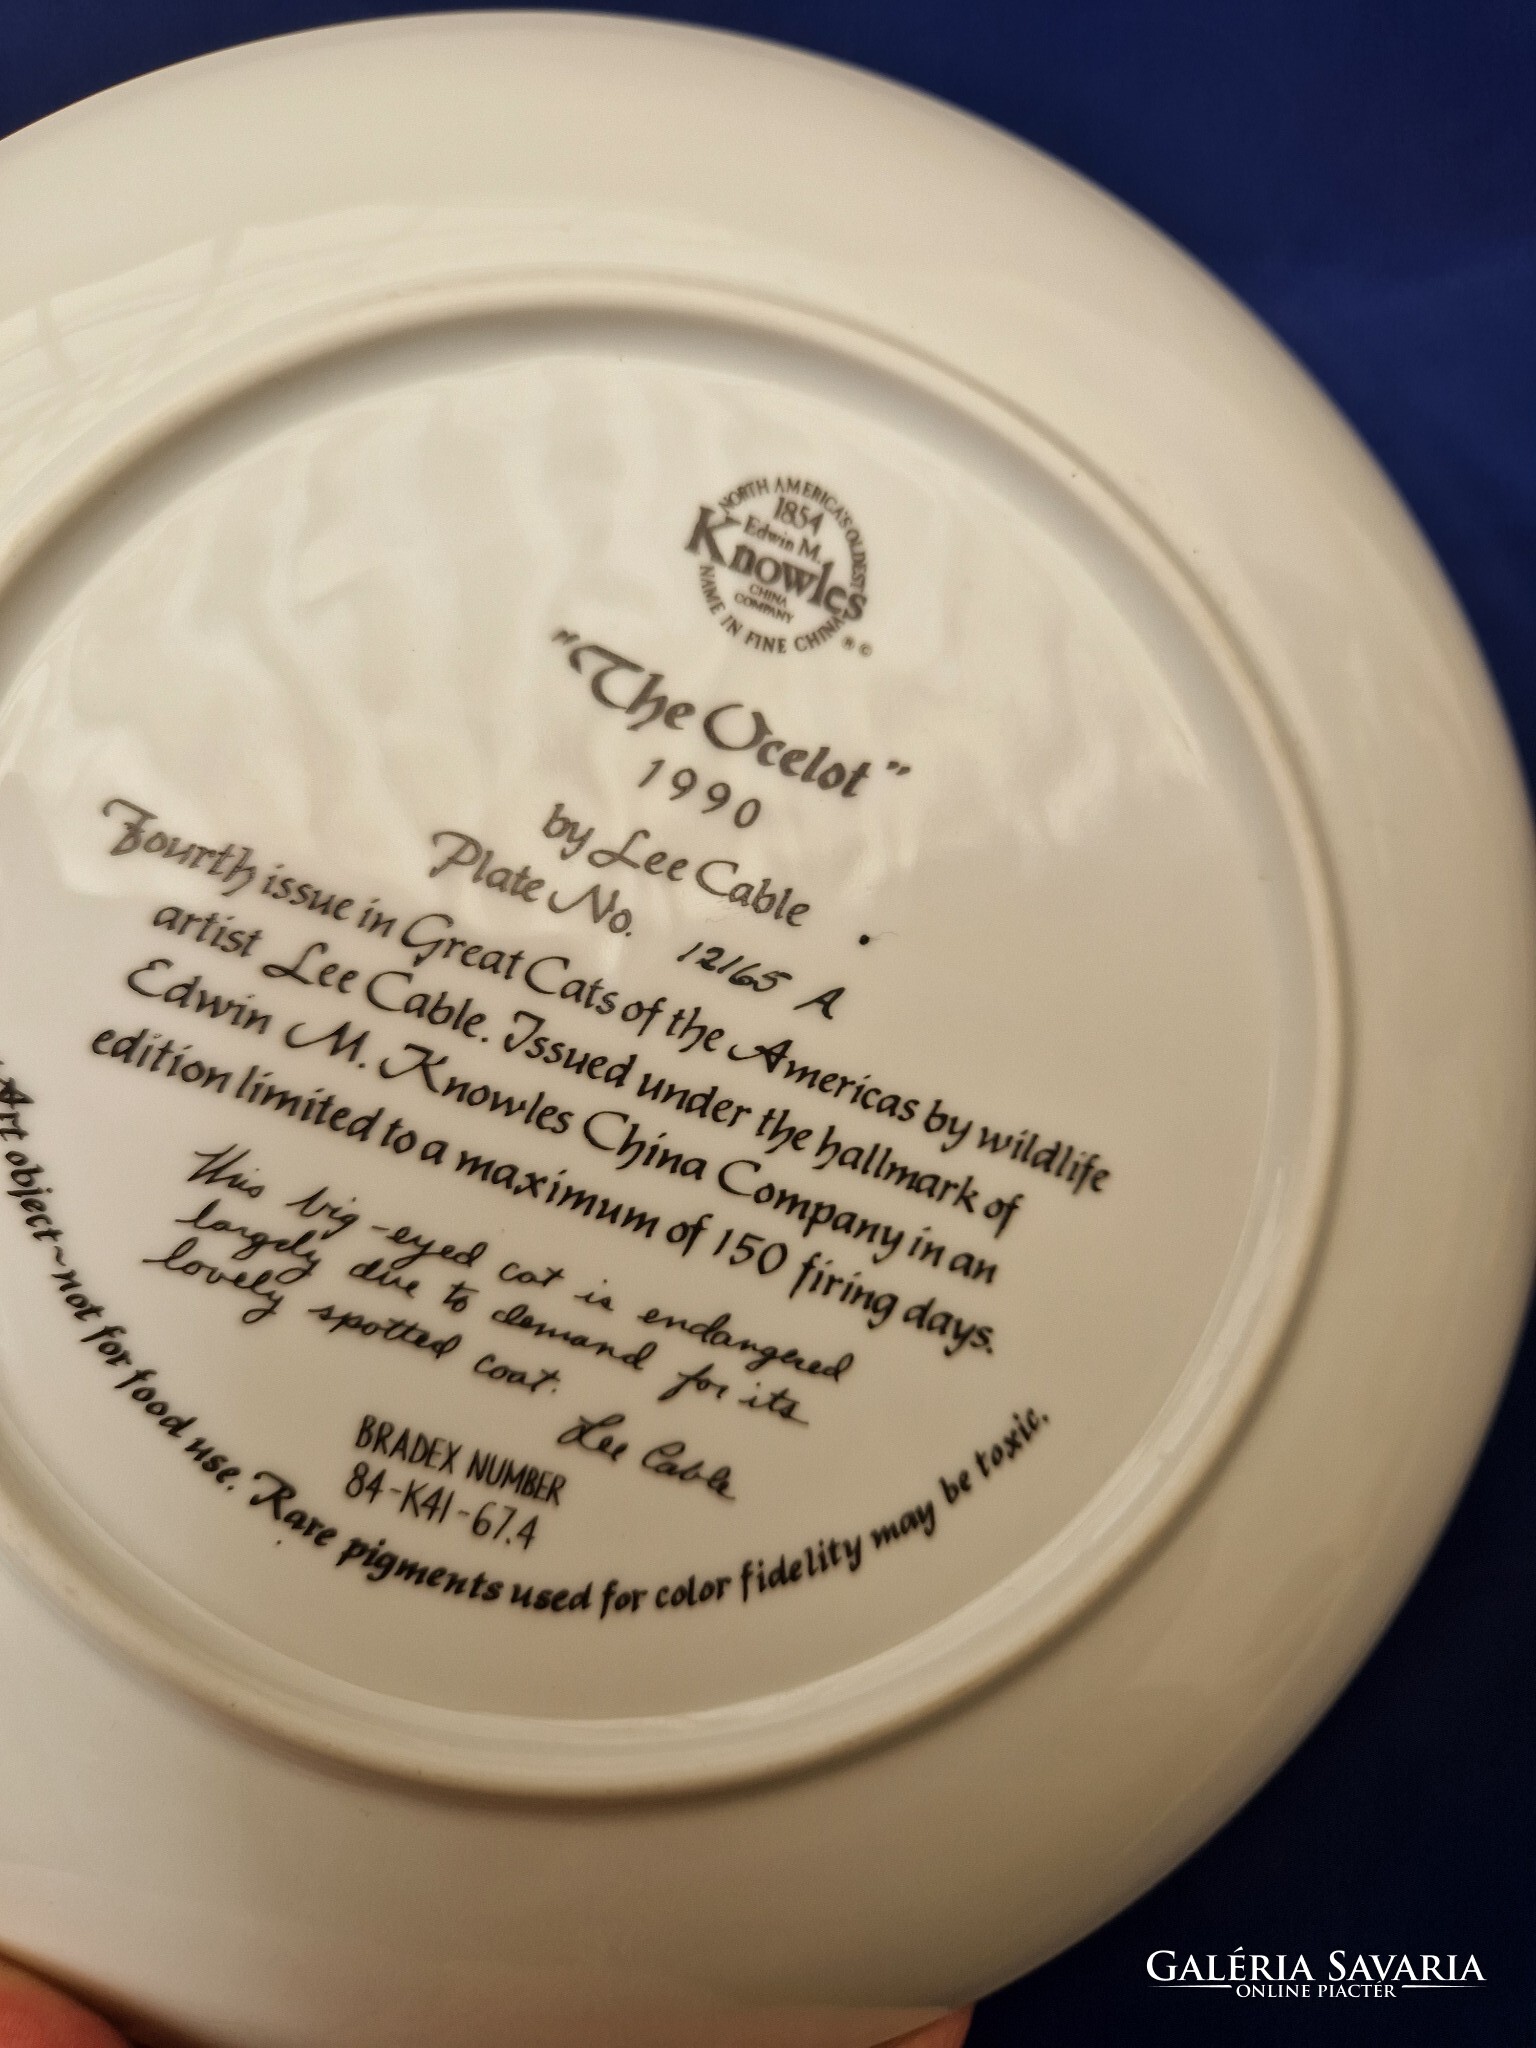 NORTH AMERICA'S OLDEST
1854
Edwin M.
Knowles
CHINA
COMPANY
NAME IN FINE CHINA
® ©
"The Ocelot"
1990
by Lee Cable
Plate No. 12165 A
Fourth issue in Great Cats of the Americas by wildlife
artist Lee Cable. Issued under the hallmark of
Edwin M. Knowles China Company in an
edition limited to a maximum of 150 firing days.
This big-eyed cat is endangered
largely due to demand for its
lovely spotted coat.
Lee Cable
BRADEX NUMBER
84-K41-67.4
Art object~not for food use. Rare pigments used for color fidelity may be toxic.
GALÉRIA SAVARIA
ONLINE PIACTÉR